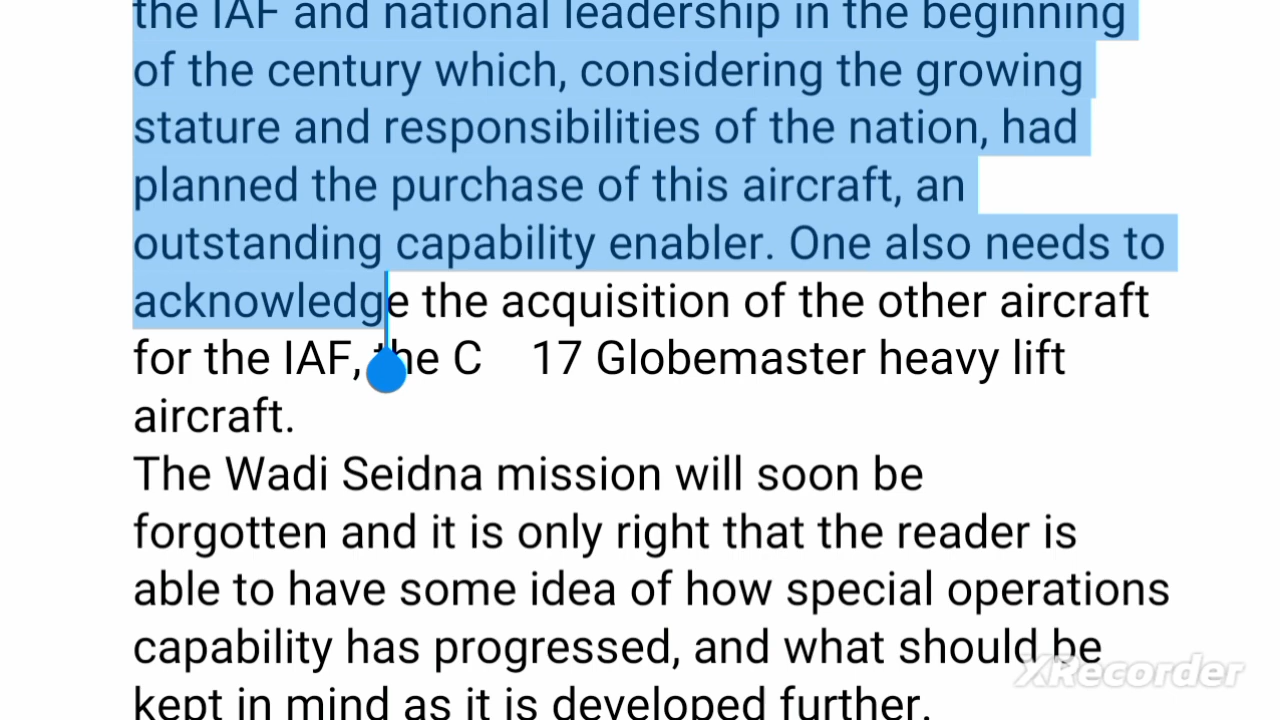 the IAF and national leadership in the beginning
of the century which, considering the growing
stature and responsibilities of the nation, had
planned the purchase of this aircraft, an
outstanding capability enabler. One also needs to
acknowledge the acquisition of the other aircraft
for the IAF, the C 17 Globemaster heavy lift
aircraft.
The Wadi Seidna mission will soon be
forgotten and it is only right that the reader is
able to have some idea of how special operations
capability has progressed, and what should be
kept in mind as it is developed further.
XRecorder